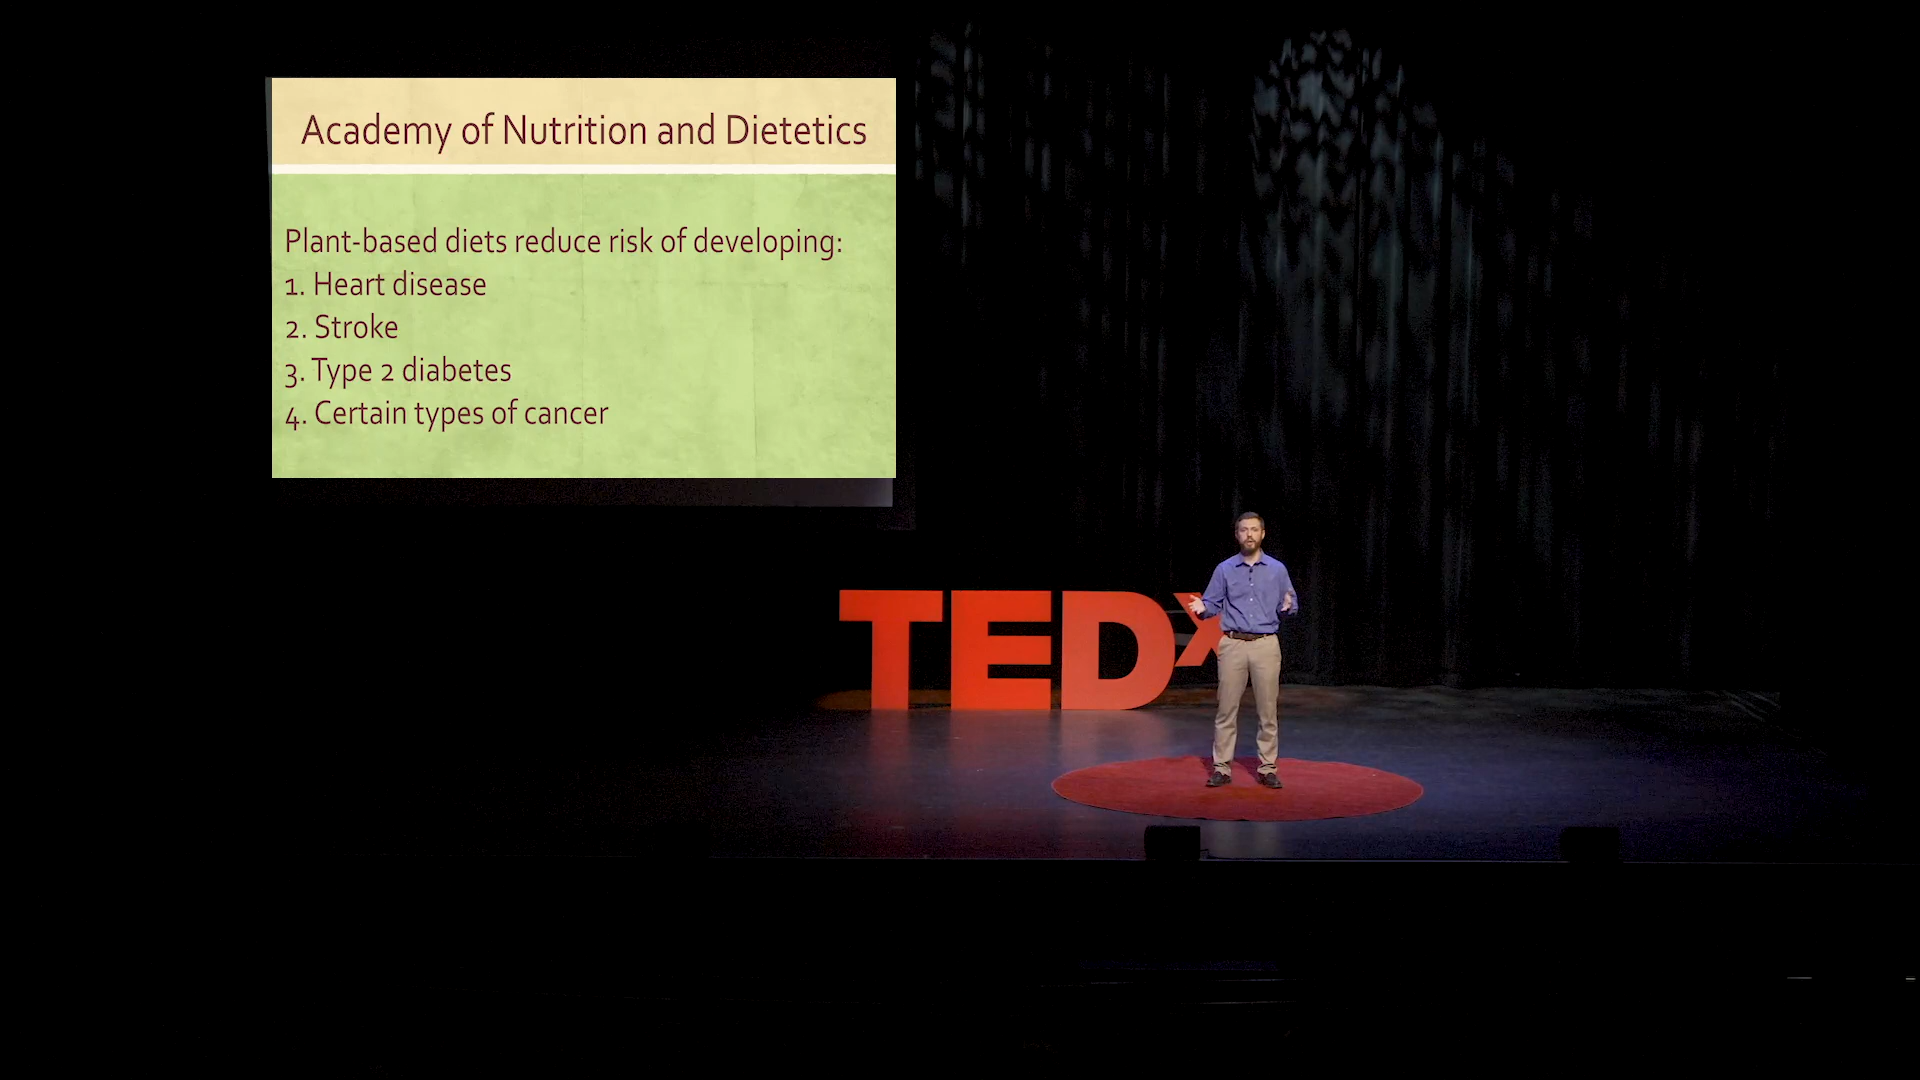 Academy of Nutrition and Dietetics
Plant-based diets reduce risk of developing:
1. Heart disease
2. Stroke
3. Type 2 diabetes
4. Certain types of cancer
TEDx